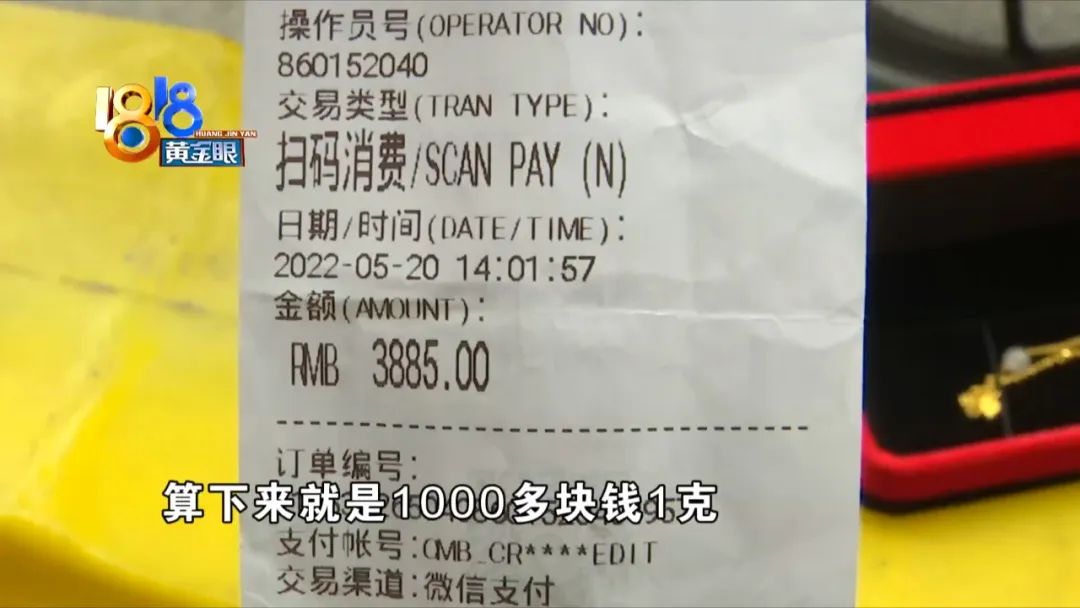 操作员号(OPERATOR NO):
860152040
交易类型(TRAN TYPE):
扫码消费/SCAN PAY (N)
日期/时间(DATE/TIME):
2022-05-20 14:01:57
金额(AMOUNT):
RMB 3885.00
订单编号:
算下来就是1000多块钱1克
支付帐号:CMB_CR****EDIT
交易渠道:微信支付
1818
HUANG JIN YAN
黄金眼